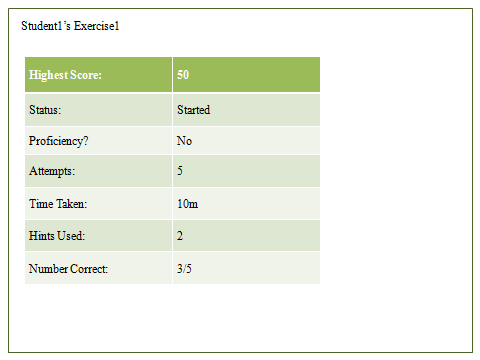 Student1’s Exercise1
Highest Score: 50
Status: Started
Proficiency? No
Attempts: 5
Time Taken: 10m
Hints Used: 2
Number Correct: 3/5